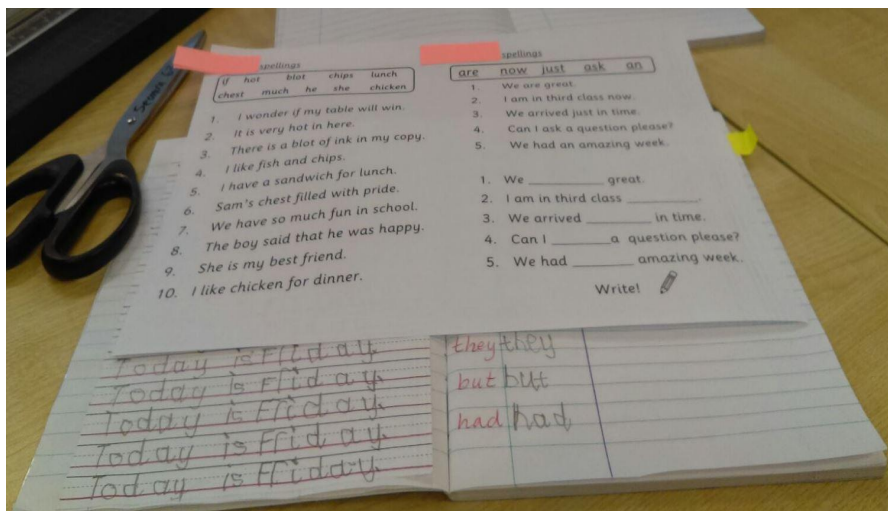 spellings
if hot blot chips lunch
chest much he she chicken
1. I wonder if my table will win.
2. It is very hot in here.
3. There is a blot of ink in my copy.
4. I like fish and chips.
5. I have a sandwich for lunch.
6. Sam's chest filled with pride.
7. We have so much fun in school.
8. The boy said that he was happy.
9. She is my best friend.
10. I like chicken for dinner.
spellings
are now just ask an
1. We are great.
2. I am in third class now.
3. We arrived just in time.
4. Can I ask a question please?
5. We had an amazing week.
1. We ________ great.
2. I am in third class ________.
3. We arrived ________ in time.
4. Can I ________a question please?
5. We had ________ amazing week.
Write!
Today is Friday.
Today is Friday.
Today is Friday.
Today is Friday.
Today is Friday.
they they
but but
had had